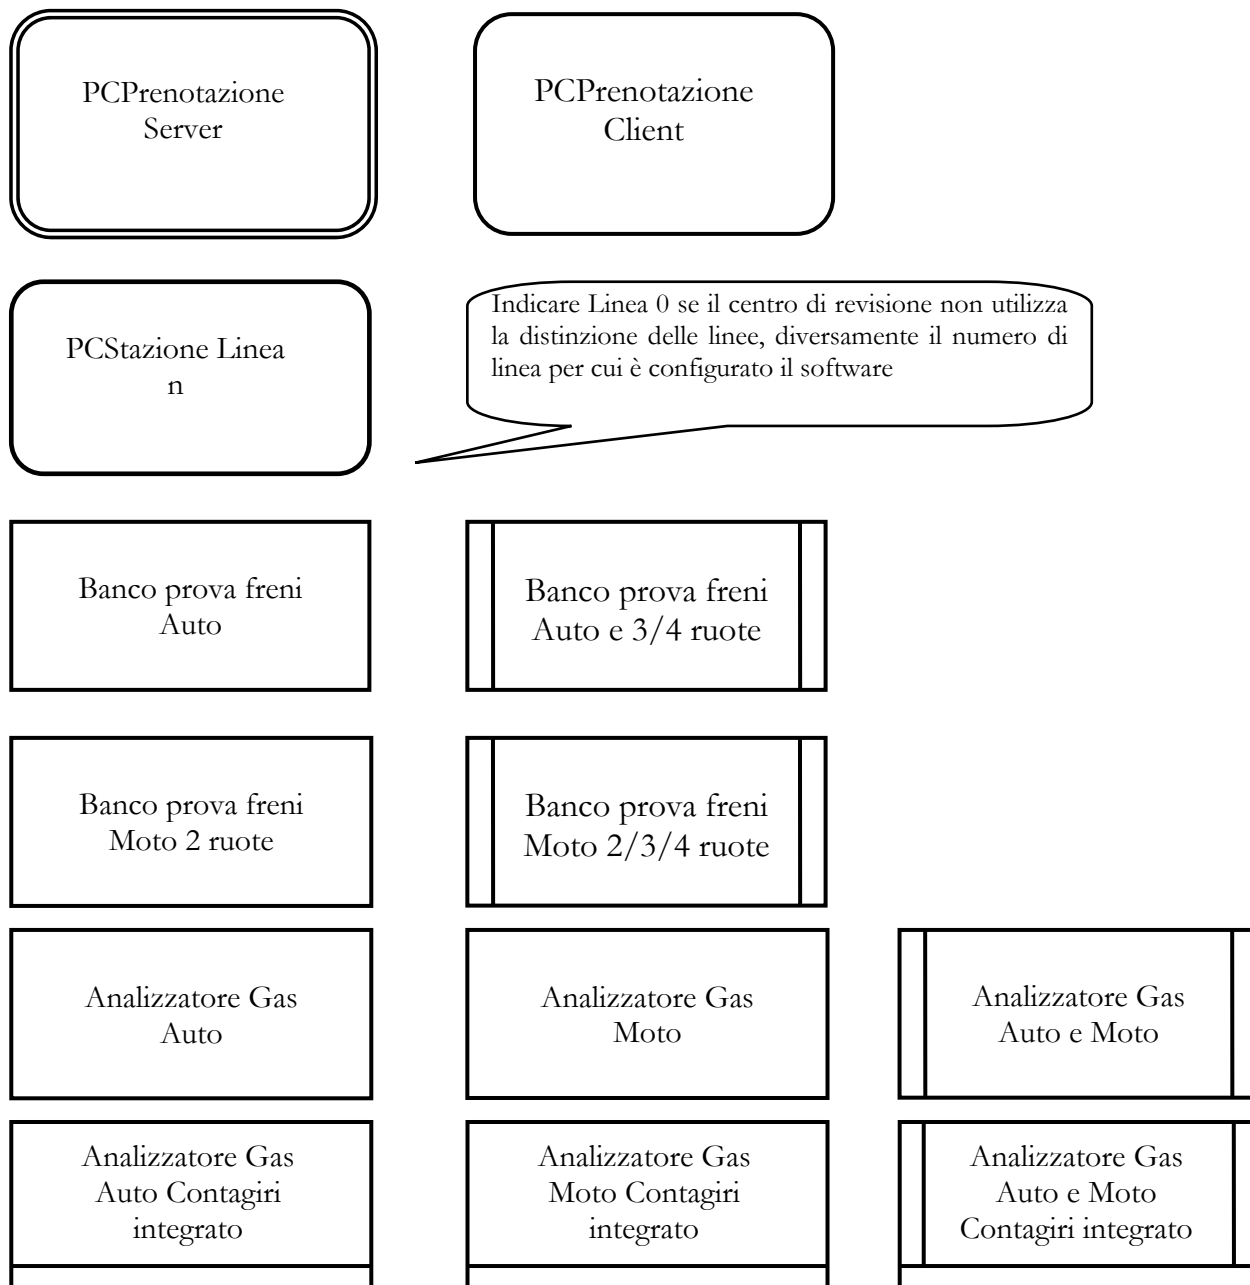 PCPrenotazione
Server
PCPrenotazione
Client
PCStazione Linea
n
Indicare Linea 0 se il centro di revisione non utilizza
la distinzione delle linee, diversamente il numero di
linea per cui è configurato il software
Banco prova freni
Auto
Banco prova freni
Auto e 3/4 ruote
Banco prova freni
Moto 2 ruote
Banco prova freni
Moto 2/3/4 ruote
Analizzatore Gas
Auto
Analizzatore Gas
Moto
Analizzatore Gas
Auto e Moto
Analizzatore Gas
Auto Contagiri
integrato
Analizzatore Gas
Moto Contagiri
integrato
Analizzatore Gas
Auto e Moto
Contagiri integrato